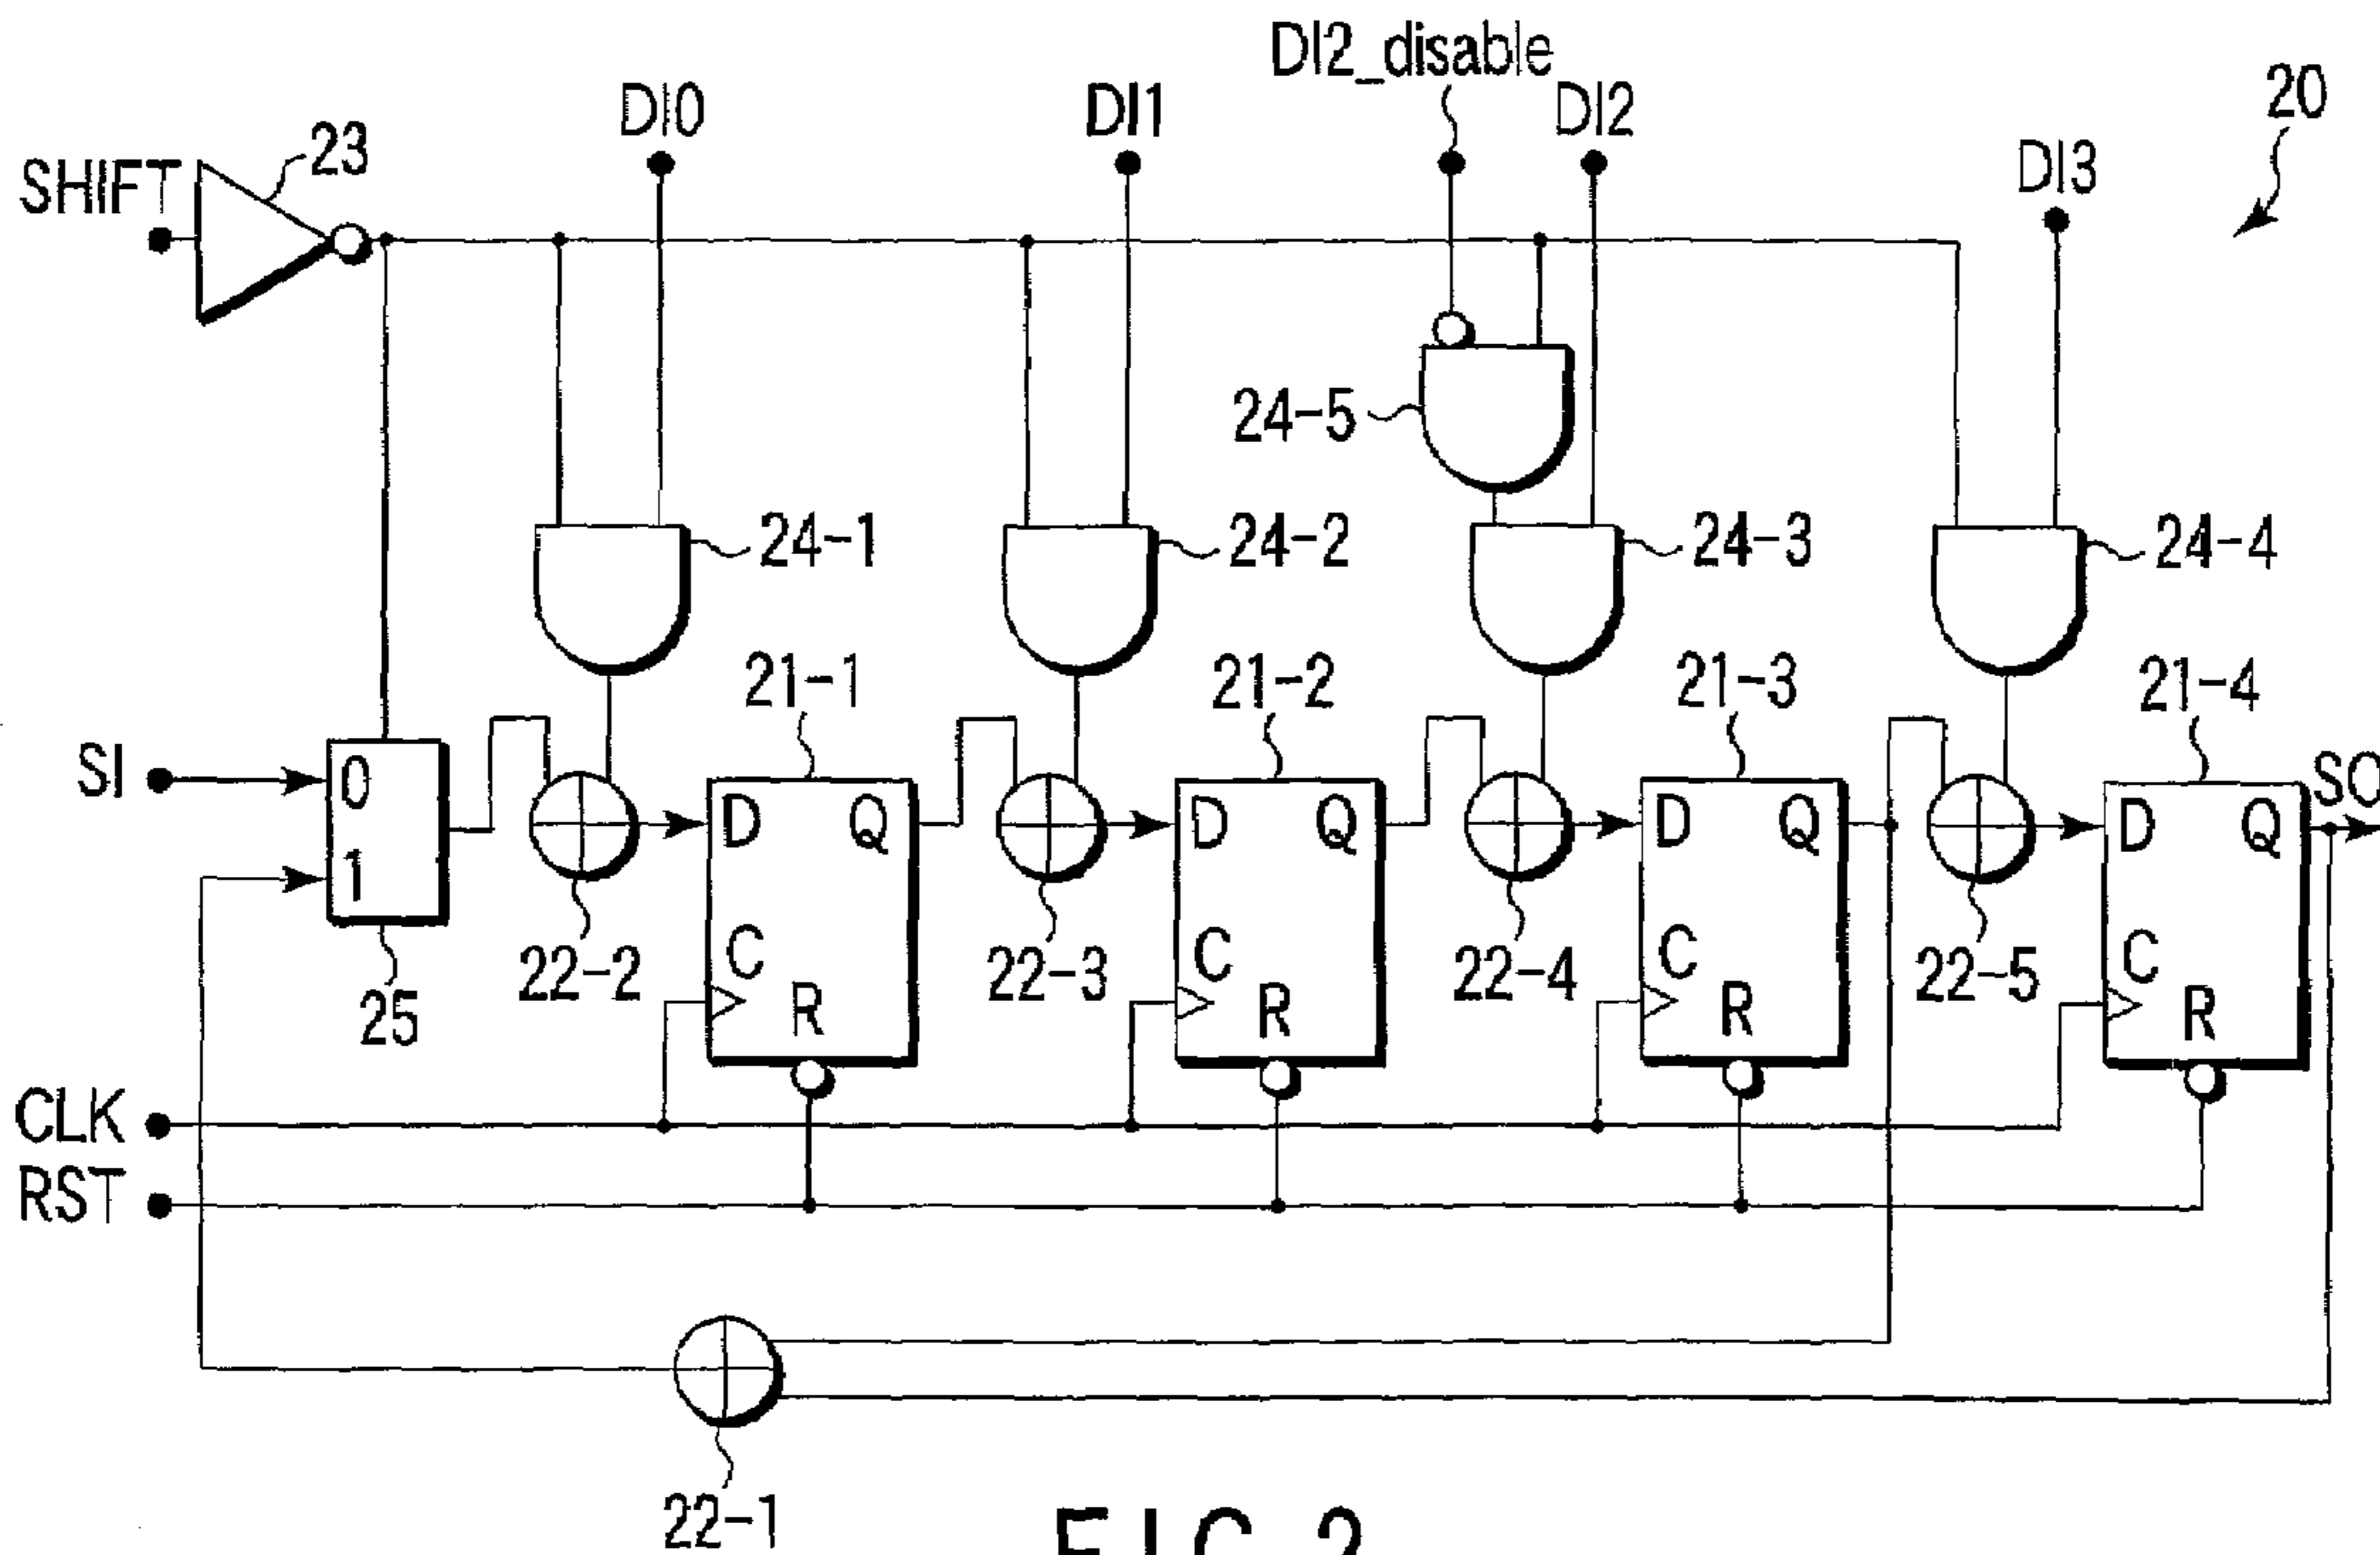 DI2_disable
DI0
DI1
DI2
20
23
SHIFT
DI3
24-5
24-1
24-2
24-3
24-4
21-1
21-2
21-3
21-4
SI
0
D
Q
D
Q
D
Q
D
Q
SO
1
22-2
C
22-3
C
22-4
C
22-5
C
25
R
R
R
R
CLK
RST
22-1
FIG. 2